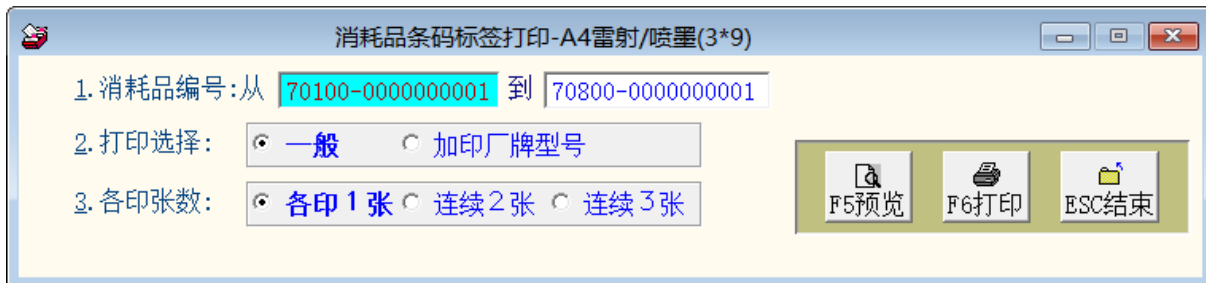 消耗品条码标签打印-A4雷射/喷墨(3*9)
1.消耗品编号:从 70100-0000000001 到 70800-0000000001
2.打印选择: 一般 加印厂牌型号
3.各印张数: 各印1张 连续2张 连续3张
F5预览 F6打印 ESC结束